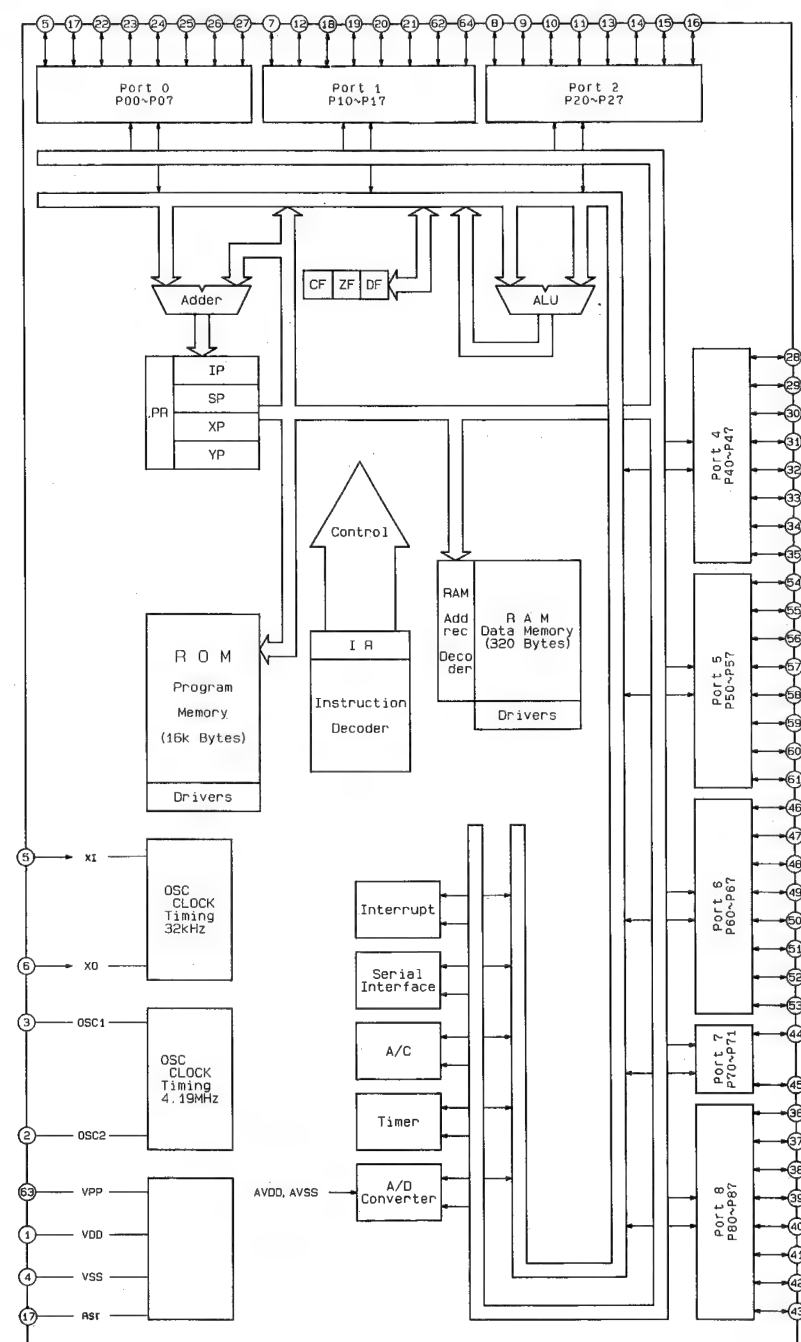 5 17 22 23 24 25 26 27 7 12 18 19 20 21 62 64 8 9 10 11 13 14 15 16
Port 0
P00~P07
Port 1
P10~P17
Port 2
P20~P27
Adder
CF ZF DF
ALU
PR
IP
SP
XP
YP
28
29
30
31
32
33
34
35
Port 4
P40~P47
Control
RAM
Add
rec
Deco
der
R A M
Data Memory
(320 Bytes)
Drivers
54
55
56
57
58
59
60
61
Port 5
P50~P57
R O M
Program
Memory
(16k Bytes)
Drivers
I R
Instruction
Decoder
46
47
48
49
50
51
52
53
Port 6
P60~P67
5 XI
6 XO
OSC
CLOCK
Timing
32kHz
Interrupt
Serial
Interface
3 OSC1
2 OSC2
OSC
CLOCK
Timing
4.19MHz
A/C
Timer
44
45
Port 7
P70~P71
63 VPP
1 VDD
4 VSS
17 RST
AVDD, AVSS
A/D
Converter
36
37
38
39
40
41
42
43
Port 8
P80~P87